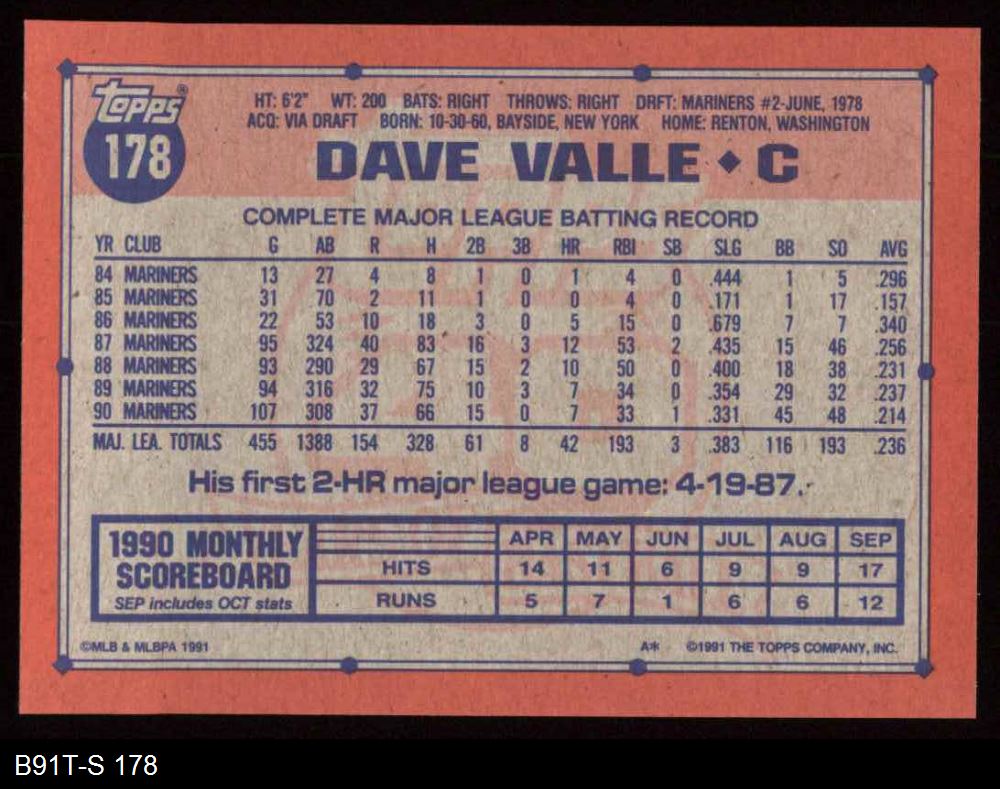 Topps®
178
HT: 6'2" WT: 200 BATS: RIGHT THROWS: RIGHT DRFT: MARINERS #2-JUNE, 1978
ACQ: VIA DRAFT BORN: 10-30-60, BAYSIDE, NEW YORK HOME: RENTON, WASHINGTON
DAVE VALLE ♦ C
COMPLETE MAJOR LEAGUE BATTING RECORD
YR CLUB G AB R H 2B 3B HR RBI SB SLG BB SO AVG
84 MARINERS 13 27 4 8 1 0 1 4 0 .444 1 5 .296
85 MARINERS 31 70 2 11 1 0 0 4 0 .171 1 17 .157
86 MARINERS 22 53 10 18 3 0 5 15 0 .679 7 7 .340
87 MARINERS 95 324 40 83 16 3 12 53 2 .435 15 46 .256
88 MARINERS 93 290 29 67 15 2 10 50 0 .400 18 38 .231
89 MARINERS 94 316 32 75 10 3 7 34 0 .354 29 32 .237
90 MARINERS 107 308 37 66 15 0 7 33 1 .331 45 48 .214
MAJ. LEA. TOTALS 455 1388 154 328 61 8 42 193 3 .383 116 193 .236
His first 2-HR major league game: 4-19-87.
1990 MONTHLY
SCOREBOARD
SEP includes OCT stats
APR MAY JUN JUL AUG SEP
HITS 14 11 6 9 9 17
RUNS 5 7 1 6 6 12
©MLB & MLBPA 1991 A* ©1991 THE TOPPS COMPANY, INC.
B91T-S 178